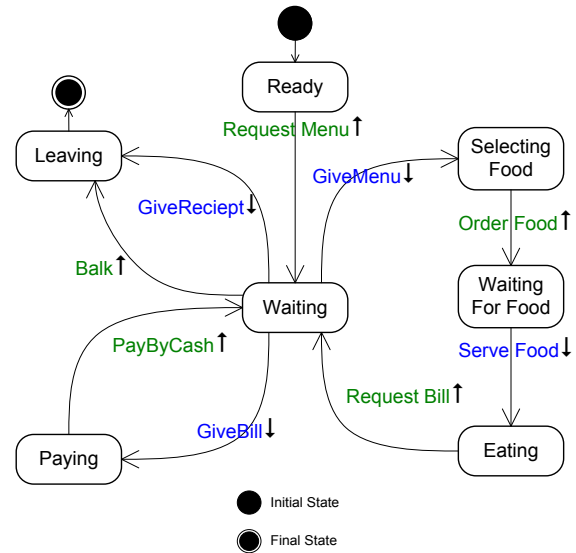 Ready
Request Menu↑
Leaving
Selecting
Food
GiveMenu↓
GiveReciept↓
Order Food↑
Balk↑
Waiting
Waiting
For Food
PayByCash↑
Serve Food↓
Request Bill↑
GiveBill↓
Paying
Eating
Initial State
Final State